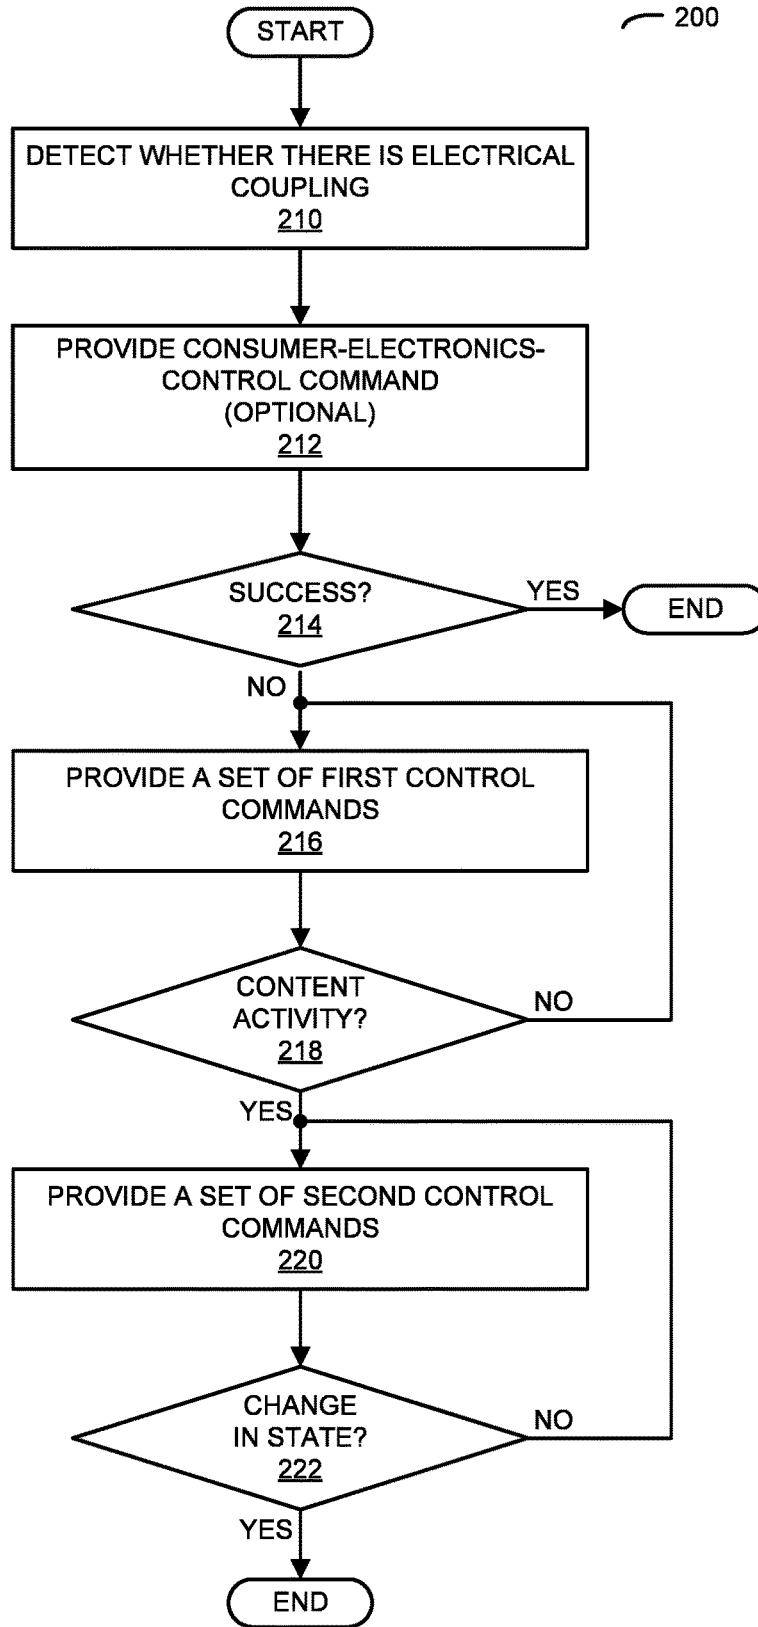 START
200
DETECT WHETHER THERE IS ELECTRICAL
COUPLING
210
PROVIDE CONSUMER-ELECTRONICS-
CONTROL COMMAND
(OPTIONAL)
212
SUCCESS?
214
YES
END
NO
PROVIDE A SET OF FIRST CONTROL
COMMANDS
216
CONTENT
ACTIVITY?
218
NO
YES
PROVIDE A SET OF SECOND CONTROL
COMMANDS
220
CHANGE
IN STATE?
222
NO
YES
END